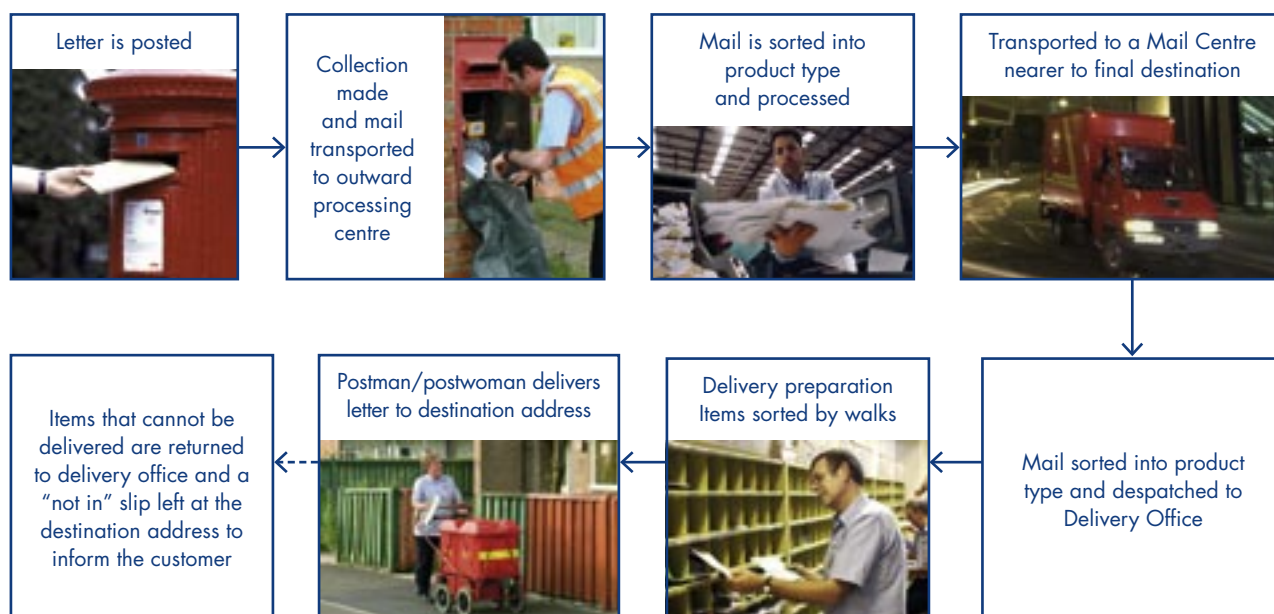 Letter is posted
Collection
made
and mail
transported
to outward
processing
centre
Mail is sorted into
product type
and processed
Transported to a Mail Centre
nearer to final destination
Mail sorted into product
type and despatched to
Delivery Office
Delivery preparation
Items sorted by walks
Postman/postwoman delivers
letter to destination address
Items that cannot be
delivered are returned
to delivery office and a
“not in” slip left at the
destination address to
inform the customer